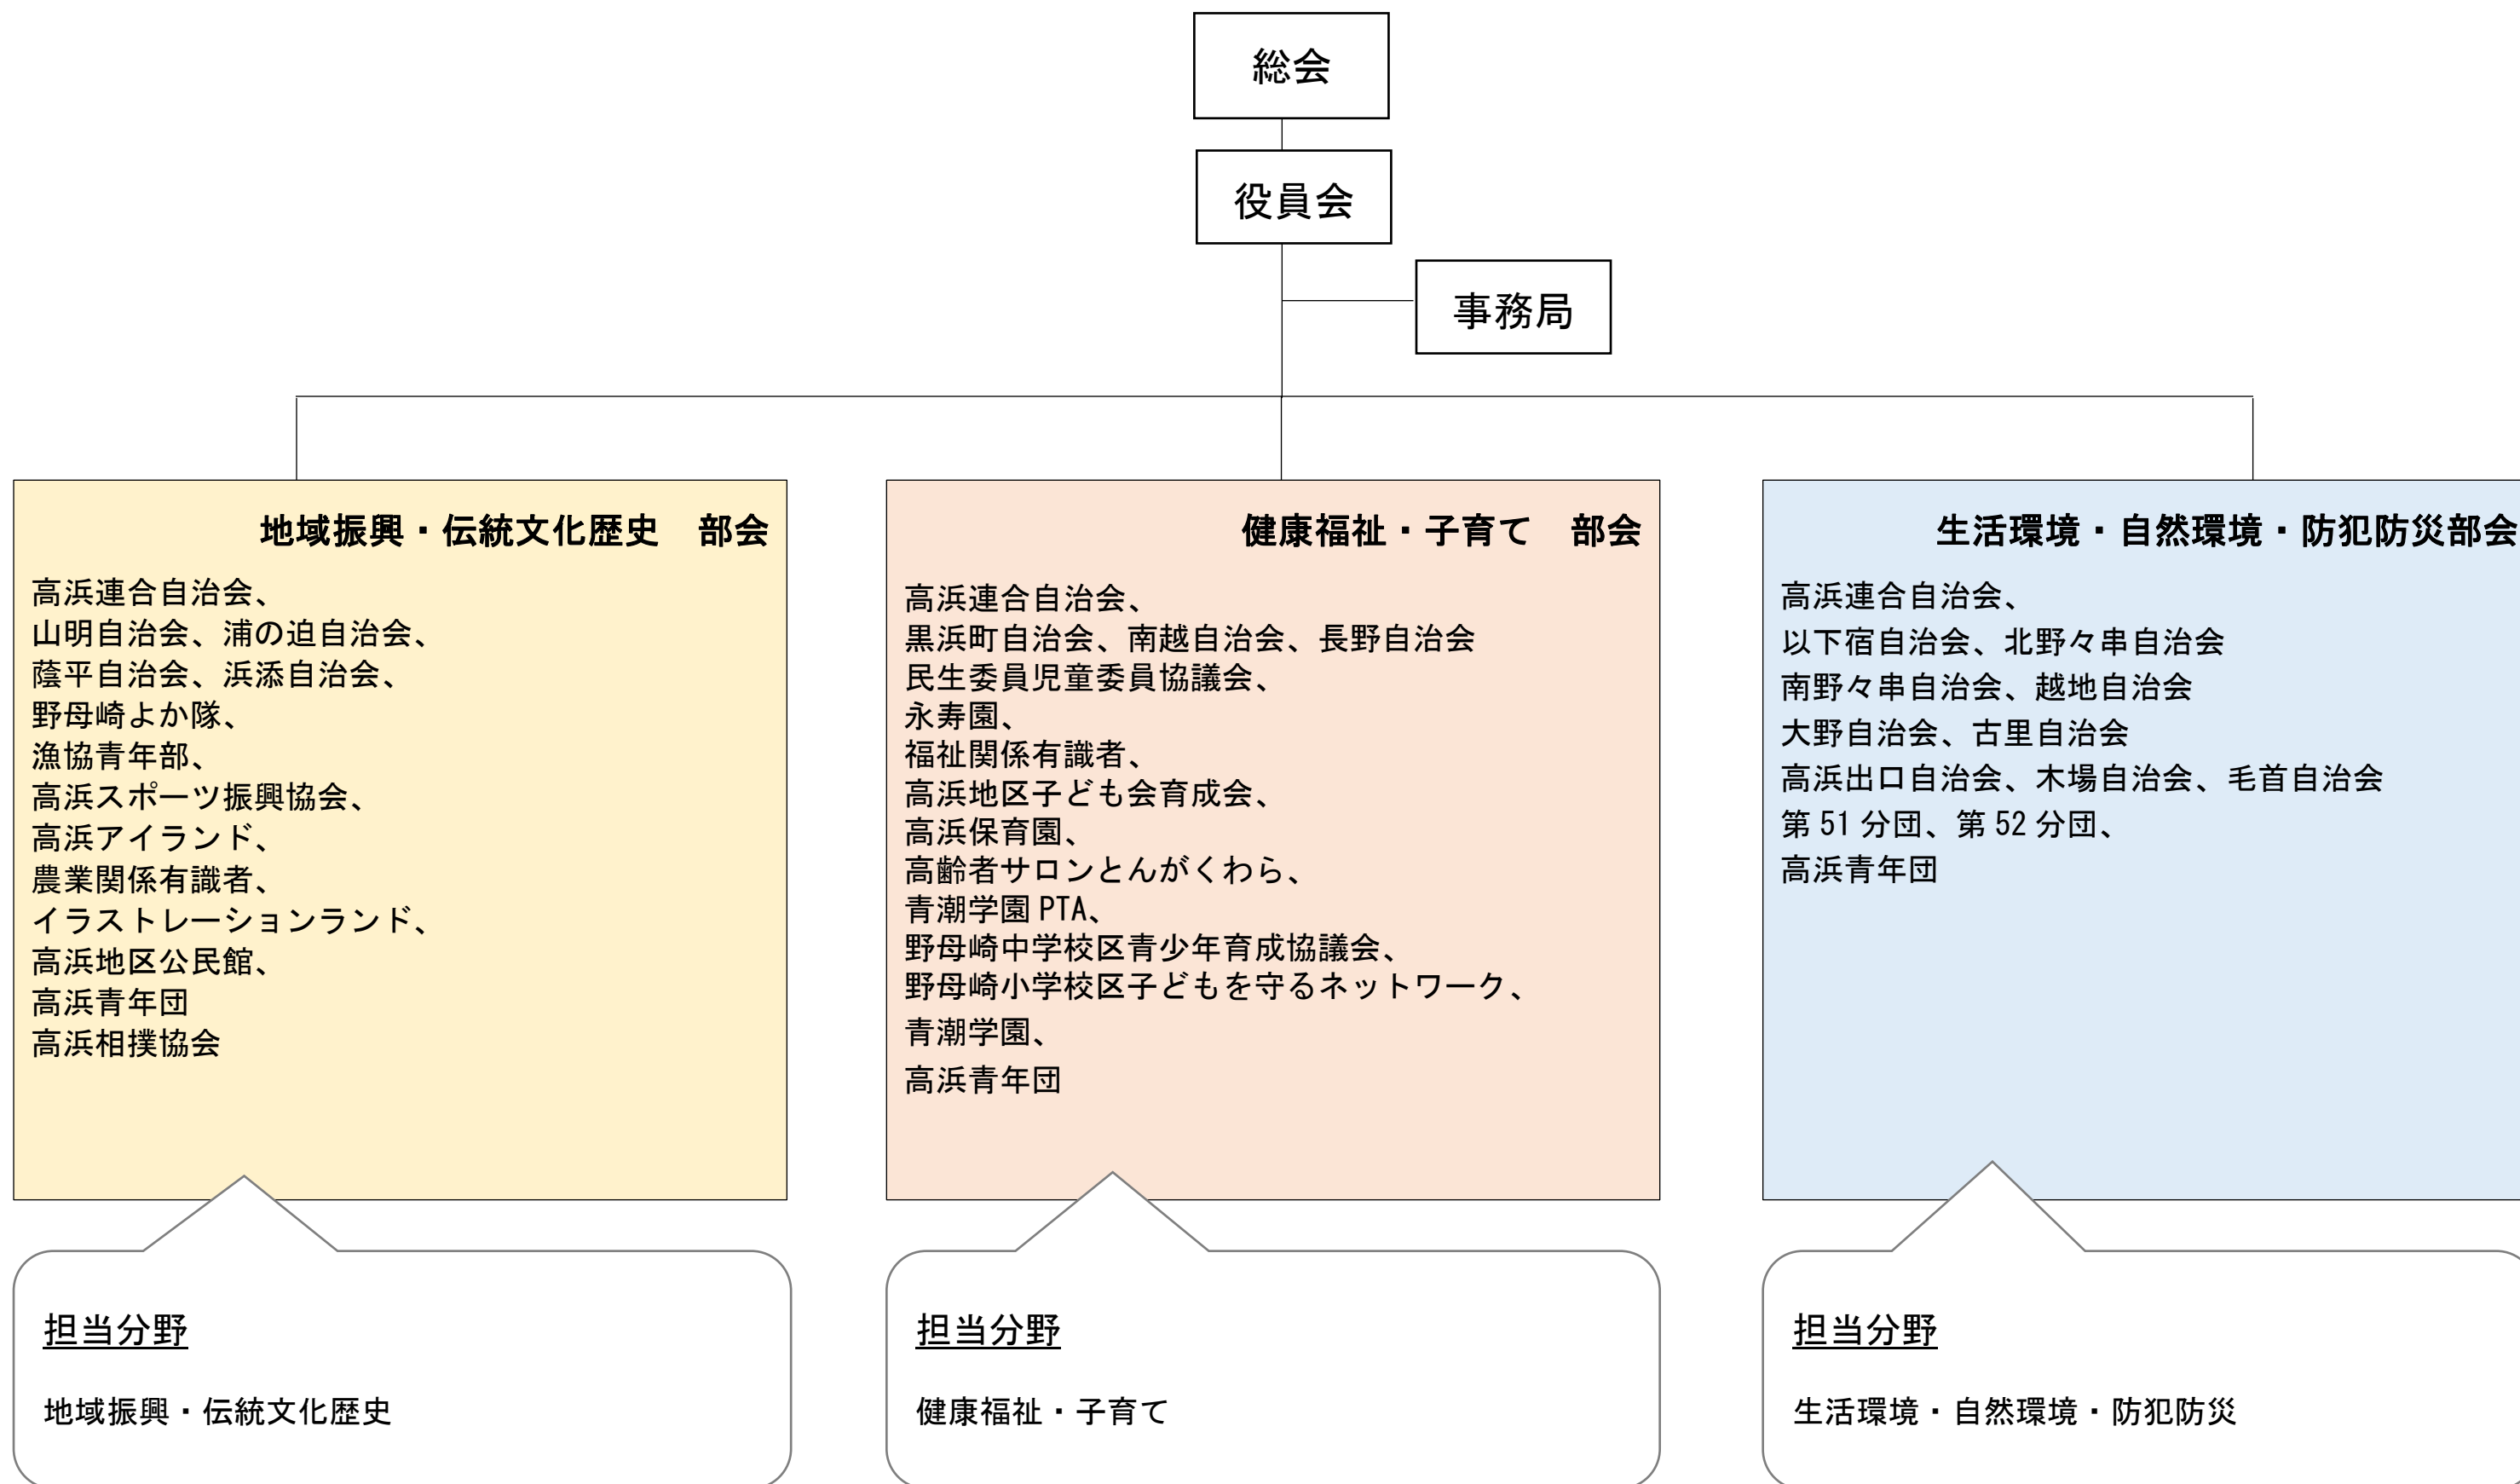 総会
役員会
事務局
地域振興・伝統文化歴史　部会
高浜連合自治会、
山明自治会、浦の迫自治会、
蔭平自治会、浜添自治会、
野母崎よか隊、
漁協青年部、
高浜スポーツ振興協会、
高浜アイランド、
農業関係有識者、
イラストレーションランド、
高浜地区公民館、
高浜青年団
高浜相撲協会
健康福祉・子育て　部会
高浜連合自治会、
黒浜町自治会、南越自治会、長野自治会
民生委員児童委員協議会、
永寿園、
福祉関係有識者、
高浜地区子ども会育成会、
高浜保育園、
高齢者サロンとんがくわら、
青潮学園 PTA、
野母崎中学校区青少年育成協議会、
野母崎小学校区子どもを守るネットワーク、
青潮学園、
高浜青年団
生活環境・自然環境・防犯防災部会
高浜連合自治会、
以下宿自治会、北野々串自治会
南野々串自治会、越地自治会
大野自治会、古里自治会
高浜出口自治会、木場自治会、毛首自治会
第 51 分団、第 52 分団、
高浜青年団
担当分野
地域振興・伝統文化歴史
担当分野
健康福祉・子育て
担当分野
生活環境・自然環境・防犯防災